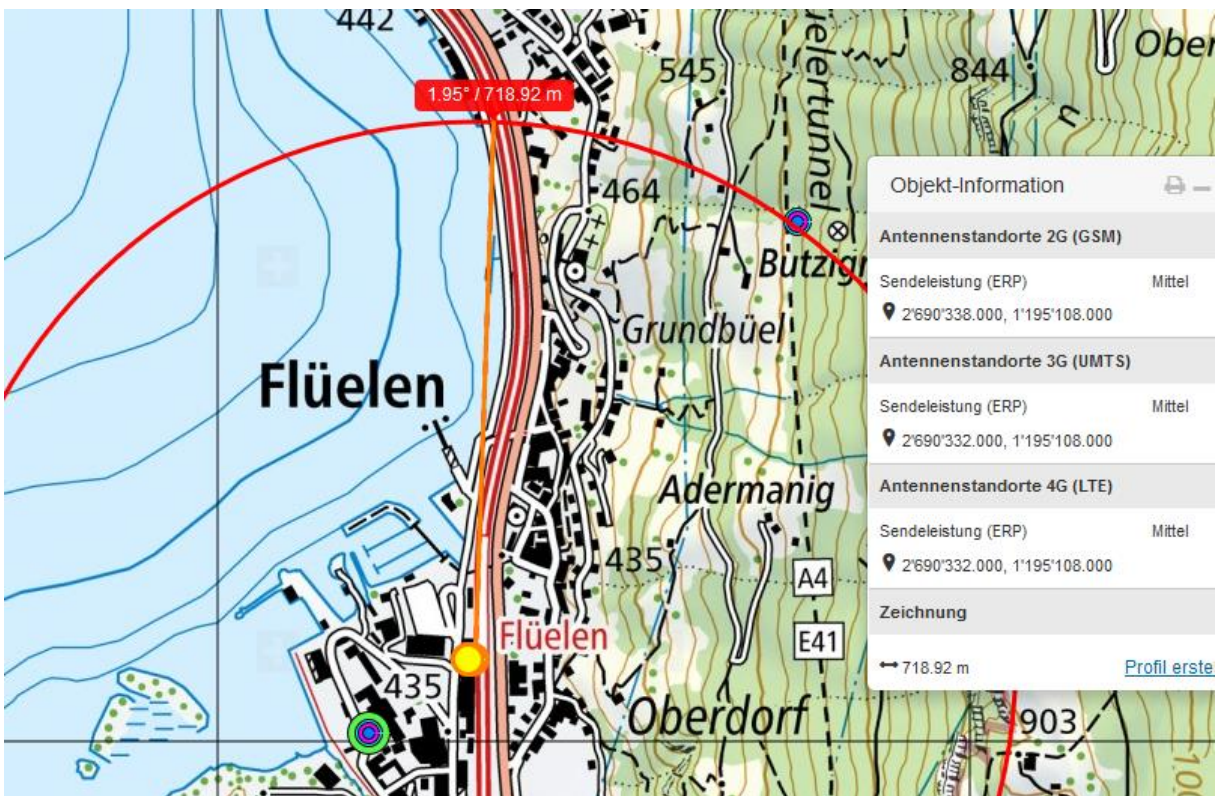 442
1.95° / 718.92 m
545
844
Ober
elertunnel
u
464
Butzigr
Grundbüel
Flüelen
Adermanig
435
A4
Flüelen
E41
435
Oberdorf
903
100
Objekt-Information
Antennenstandorte 2G (GSM)
Sendeleistung (ERP) Mittel
2'690'338.000, 1'195'108.000
Antennenstandorte 3G (UMTS)
Sendeleistung (ERP) Mittel
2'690'332.000, 1'195'108.000
Antennenstandorte 4G (LTE)
Sendeleistung (ERP) Mittel
2'690'332.000, 1'195'108.000
Zeichnung
718.92 m Profil erste